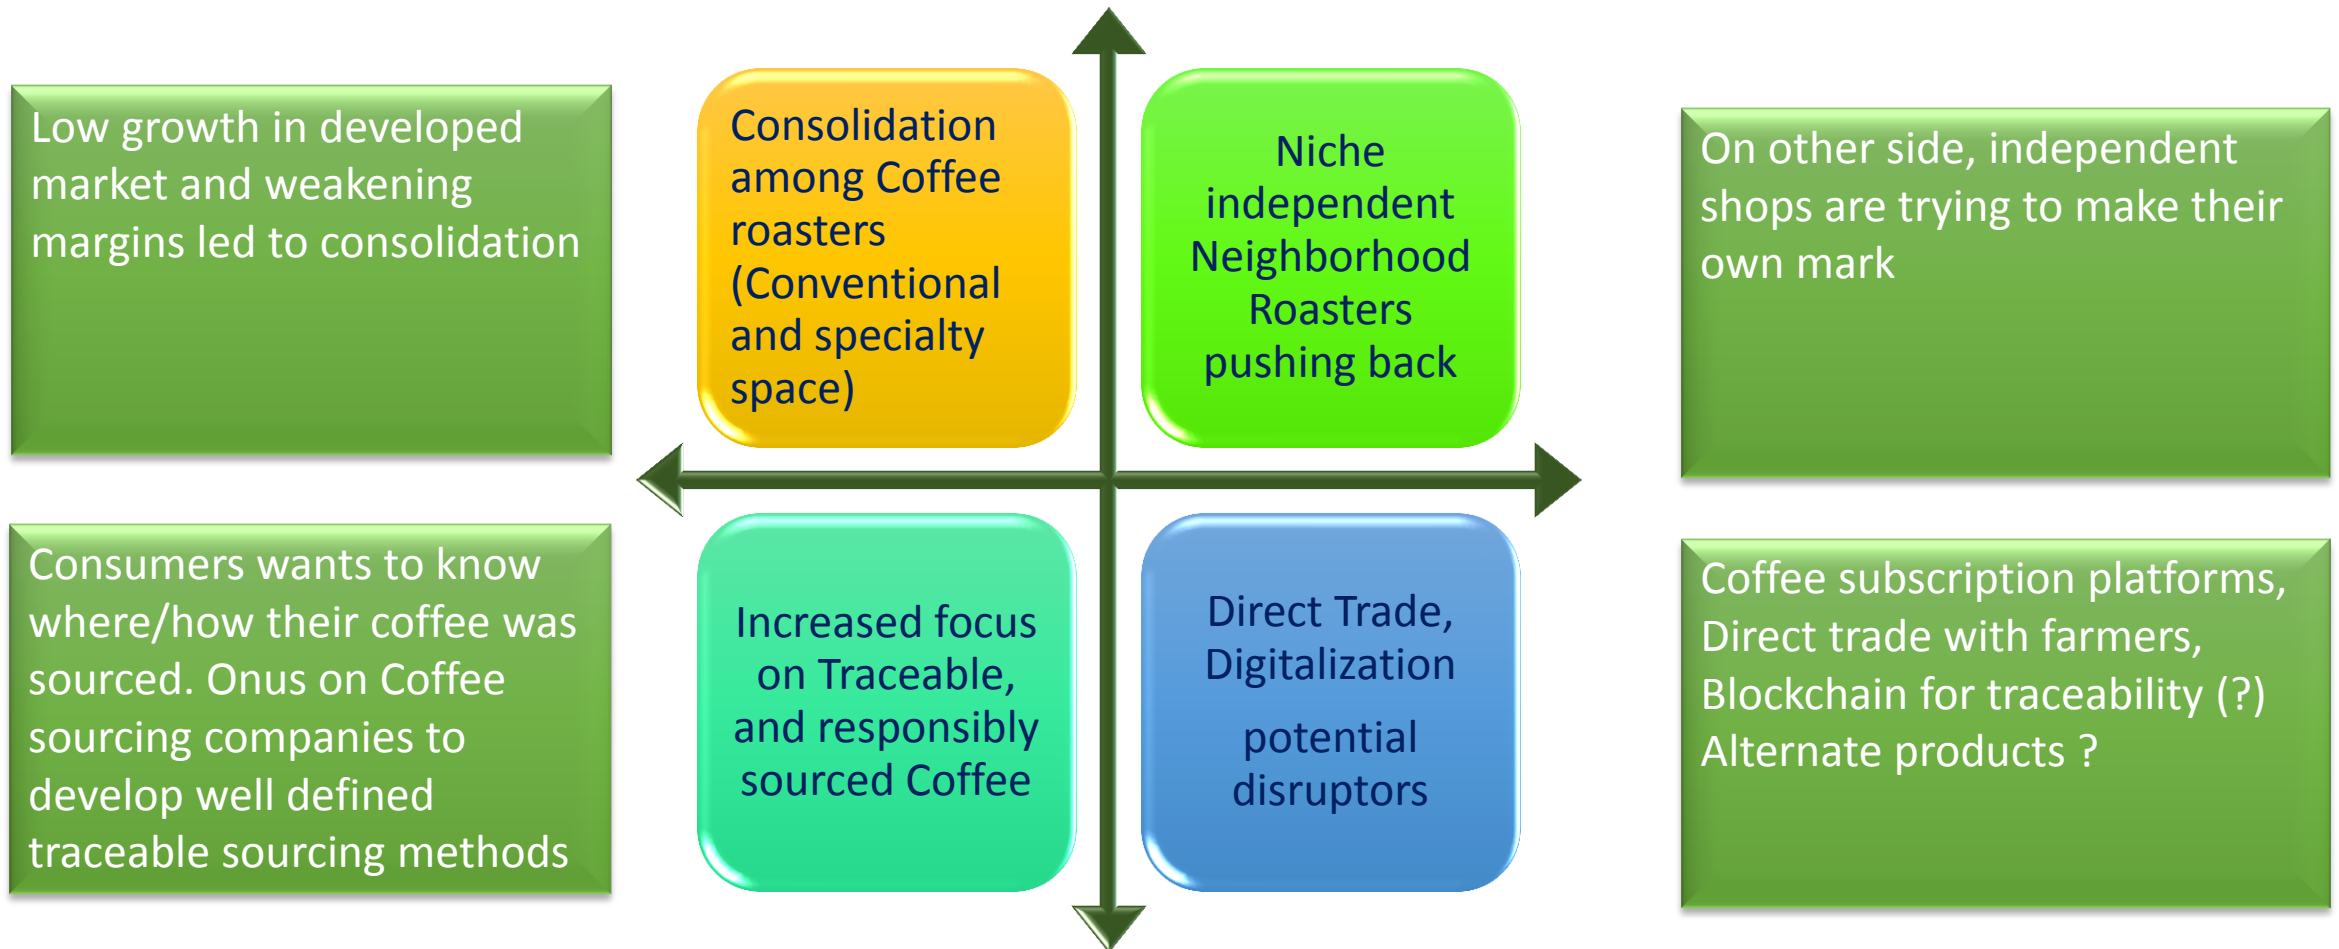 Low growth in developed
market and weakening
margins led to consolidation
Consolidation
among Coffee
roasters
(Conventional
and specialty
space)
Niche
independent
Neighborhood
Roasters
pushing back
On other side, independent
shops are trying to make their
own mark
Consumers wants to know
where/how their coffee was
sourced. Onus on Coffee
sourcing companies to
develop well defined
traceable sourcing methods
Increased focus
on Traceable,
and responsibly
sourced Coffee
Direct Trade,
Digitalization
potential
disruptors
Coffee subscription platforms,
Direct trade with farmers,
Blockchain for traceability (?)
Alternate products ?